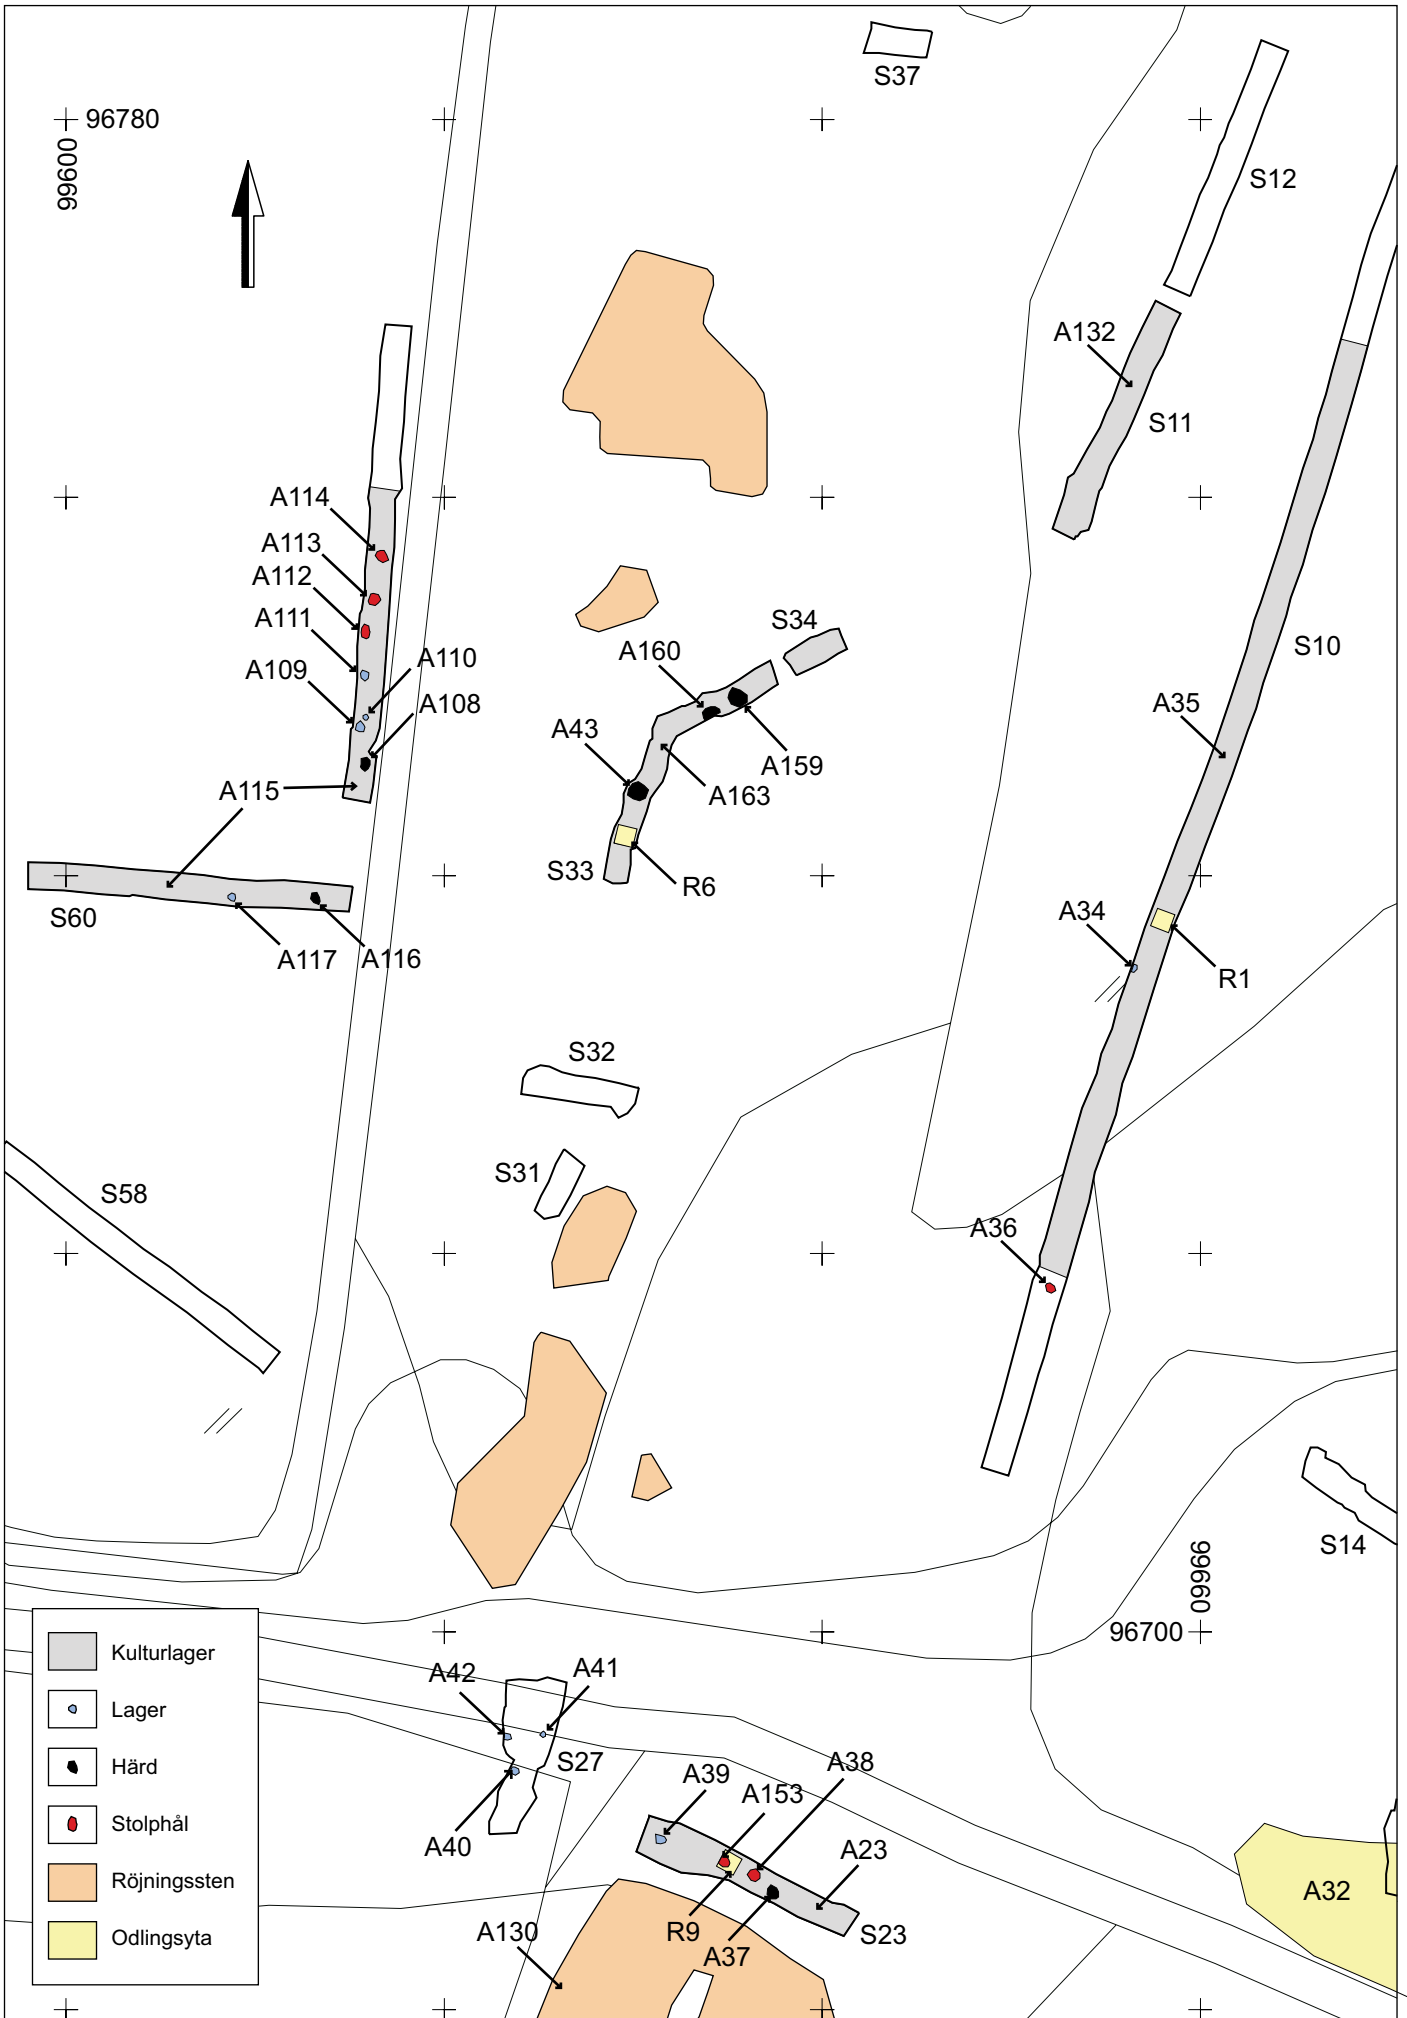 S37
96780
99600
S12
A132
S11
A114
A113
A112
A111
A110
A109
A108
A115
S60
A117
A116
S34
A160
A43
A159
A163
S33
R6
S10
A35
A34
R1
S32
S31
S58
A36
S14
99660
96700
Kulturlager
Lager
Härd
Stolphål
Röjningssten
Odlingsyta
A42
A41
S27
A40
A38
A39
A153
A23
A32
R9
S23
A130
A37